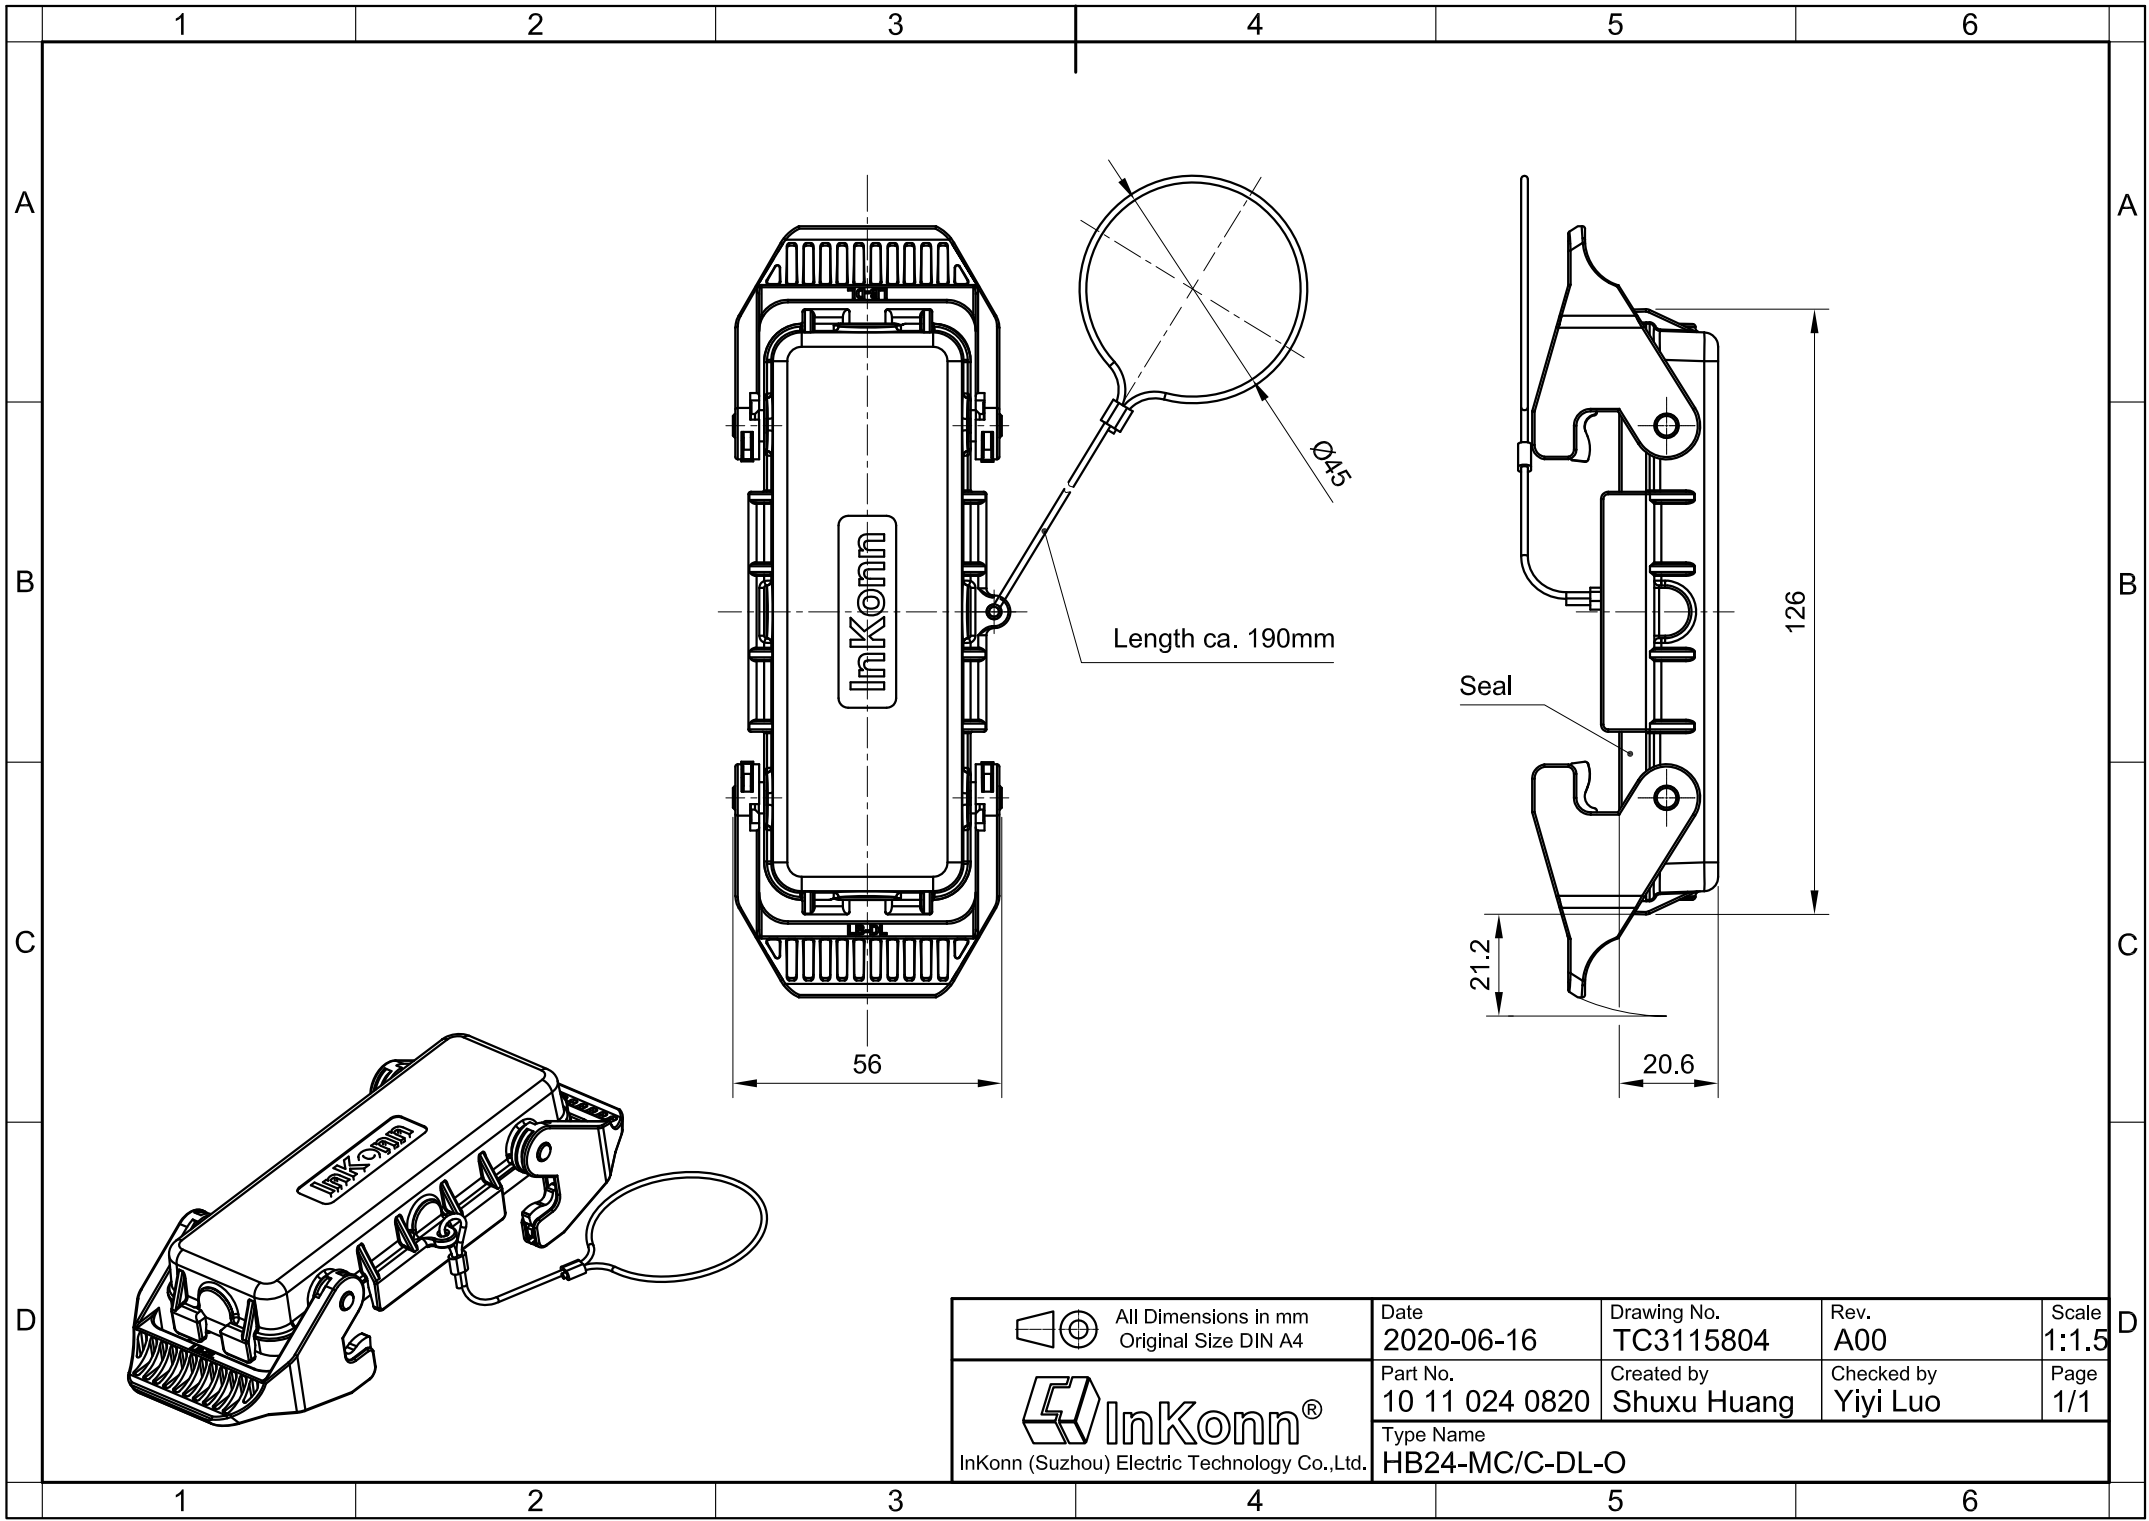 1 2 3 4 5 6
A A
Ø45
B B
InKonn
Length ca. 190mm
126
Seal
C C
21.2
56
20.6
InKonn
D D
All Dimensions in mm
Original Size DIN A4
Date
2020-06-16
Drawing No.
TC3115804
Rev.
A00
Scale
1:1.5
Part No.
10 11 024 0820
Created by
Shuxu Huang
Checked by
Yiyi Luo
Page
1/1
InKonn®
InKonn (Suzhou) Electric Technology Co.,Ltd.
Type Name
HB24-MC/C-DL-O
1 2 3 4 5 6